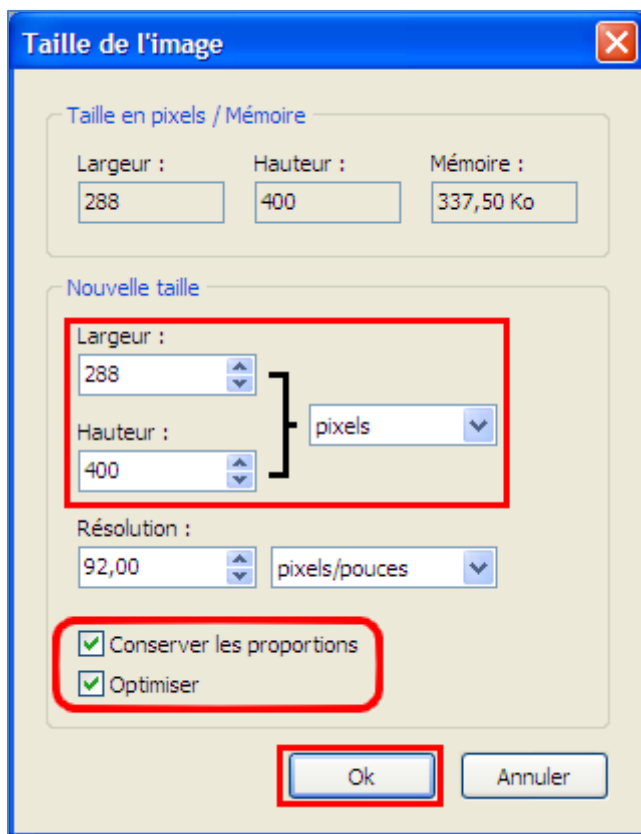 Taille de l'image
Taille en pixels / Mémoire
Largeur : Hauteur : Mémoire :
288 400 337,50 Ko
Nouvelle taille
Largeur :
288
pixels
Hauteur :
400
Résolution :
92,00 pixels/pouces
Conserver les proportions
Optimiser
Ok Annuler